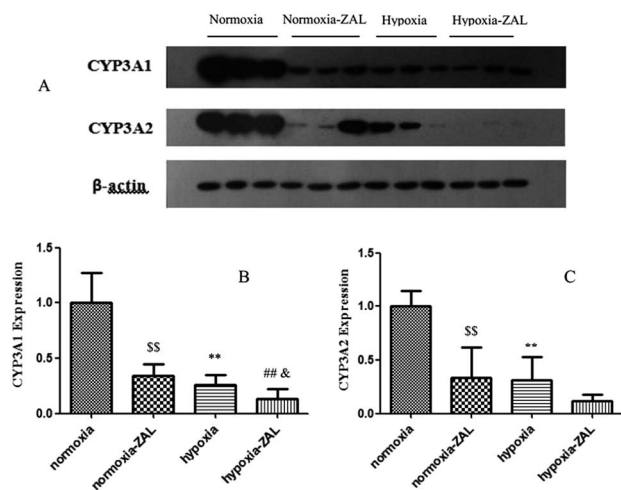 Normoxia Normoxia-ZAL Hypoxia Hypoxia-ZAL
A
CYP3A1
CYP3A2
β-actin
B
CYP3A1 Expression
1.5
1.0
0.5
0.0
$$
**
## &
normoxia
normoxia-ZAL
hypoxia
hypoxia-ZAL
C
CYP3A2 Expression
1.5
1.0
0.5
0.0
$$
**
normoxia
normoxia-ZAL
hypoxia
hypoxia-ZAL